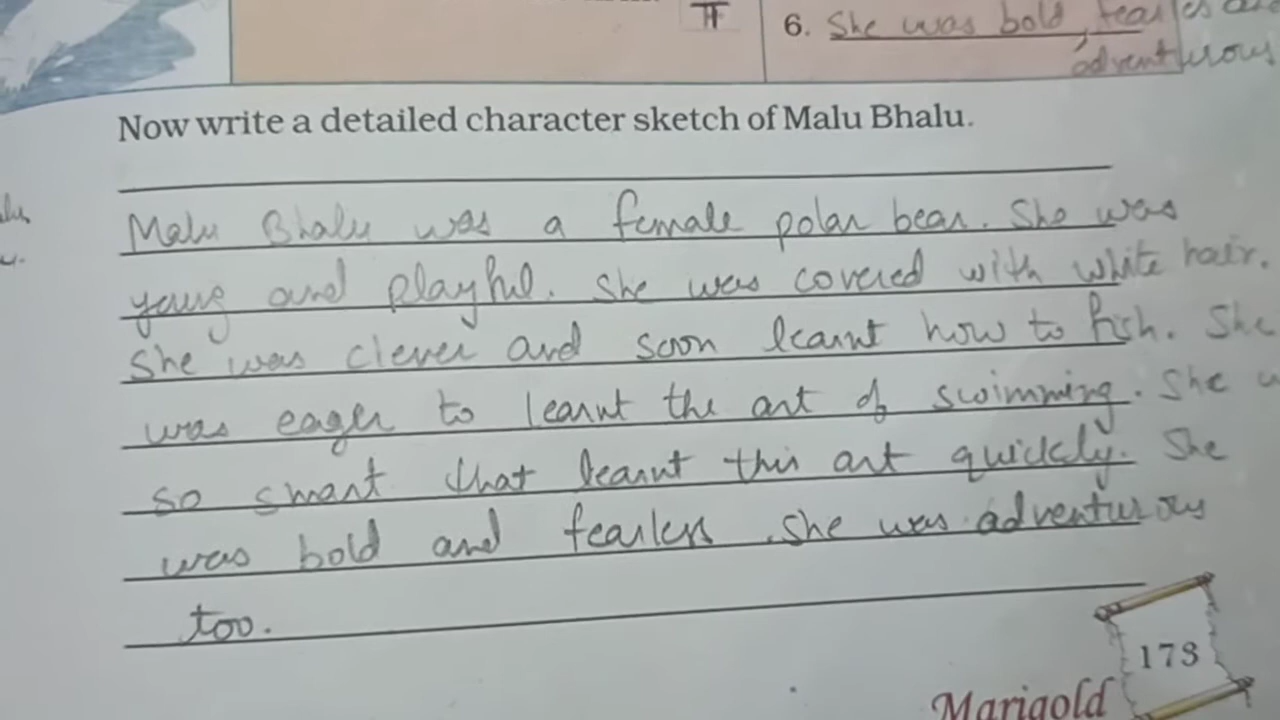 6. She was bold, fearles and
adventurous
Now write a detailed character sketch of Malu Bhalu.
Malu Bhalu was a female polar bear. She was
young and playful. She was covered with white hair.
She was clever and soon learnt how to fish. She
was eager to learnt the art of swimming. She
so smart that learnt this art quickly. She
was bold and fearless. She was adventurous
too.
173
Marigold